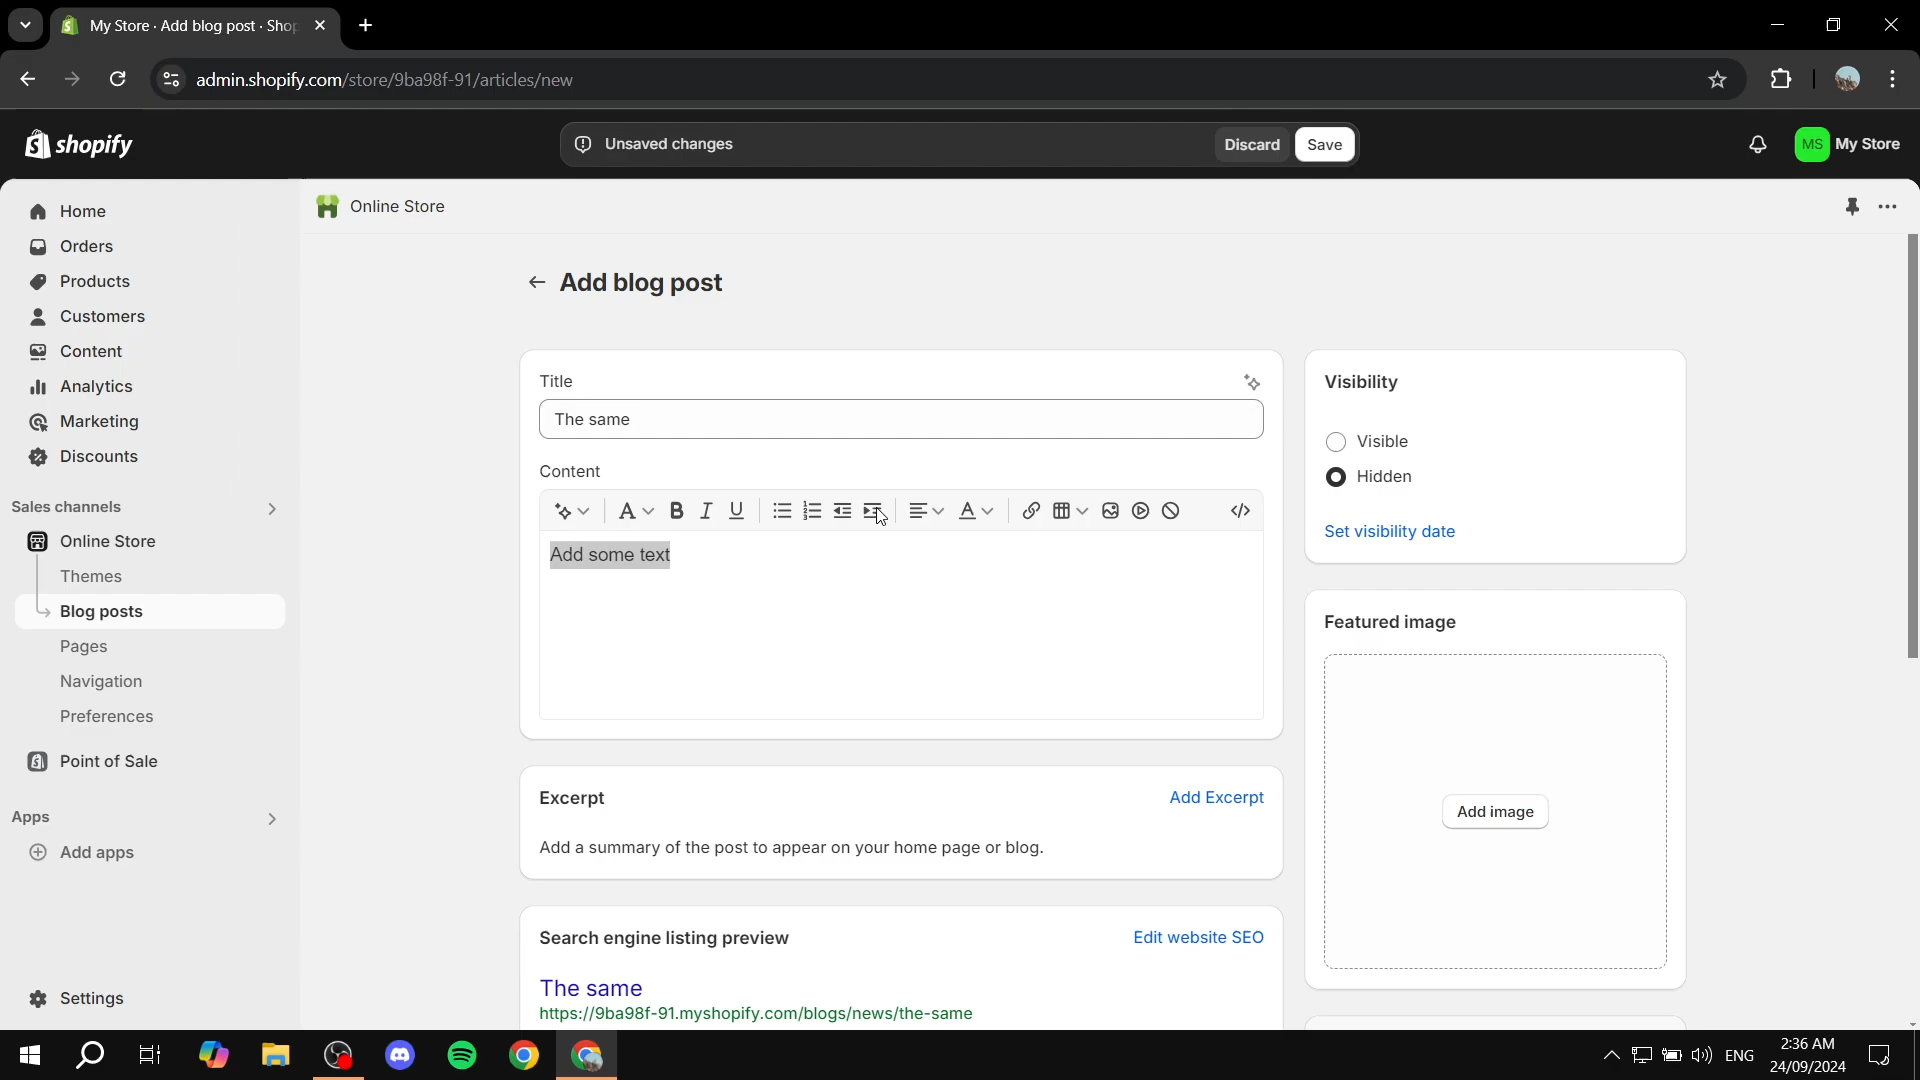 My Store · Add blog post · Shop
admin.shopify.com/store/9ba98f-91/articles/new
shopify
Unsaved changes
Discard
Save
MS
My Store
Home
Orders
Products
Customers
Content
Analytics
Marketing
Discounts
Sales channels
Online Store
Themes
Blog posts
Pages
Navigation
Preferences
Point of Sale
Apps
Add apps
Settings
Online Store
Add blog post
Title
The same
Content
Add some text
Excerpt
Add Excerpt
Add a summary of the post to appear on your home page or blog.
Search engine listing preview
Edit website SEO
The same
https://9ba98f-91.myshopify.com/blogs/news/the-same
Visibility
Visible
Hidden
Set visibility date
Featured image
Add image
ENG
2:36 AM
24/09/2024